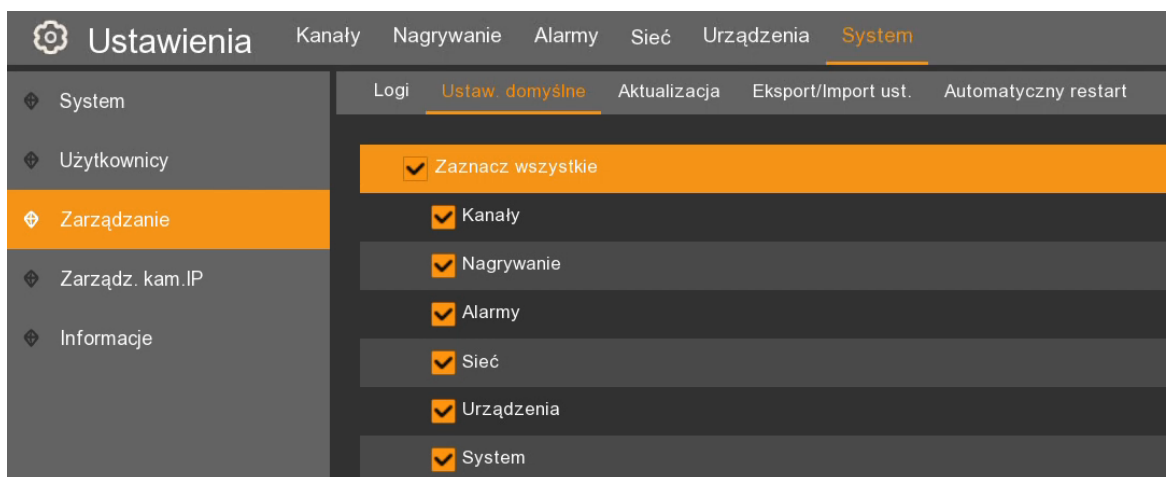 Ustawienia Kanały Nagrywanie Alarmy Sieć Urządzenia System
Logi Ustaw. domyślne Aktualizacja Eksport/Import ust. Automatyczny restart
System
Użytkownicy
Zarządzanie
Zarządz. kam.IP
Informacje
Zaznacz wszystkie
Kanały
Nagrywanie
Alarmy
Sieć
Urządzenia
System